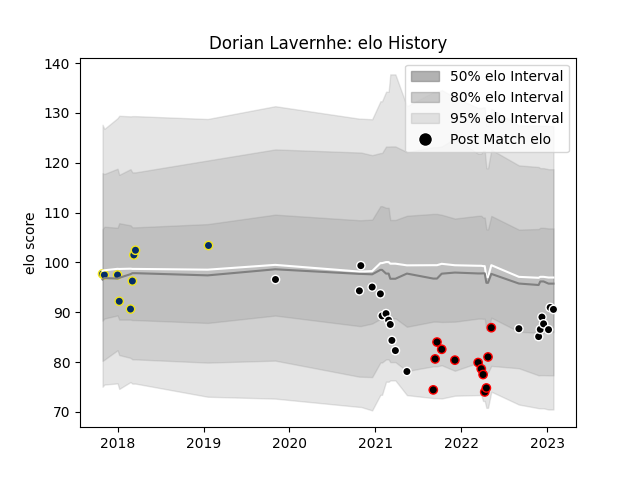 Dorian Lavernhe: elo History
140
130
120
110
100
90
80
70
elo score
50% elo Interval
80% elo Interval
95% elo Interval
Post Match elo
2018
2019
2020
2021
2022
2023